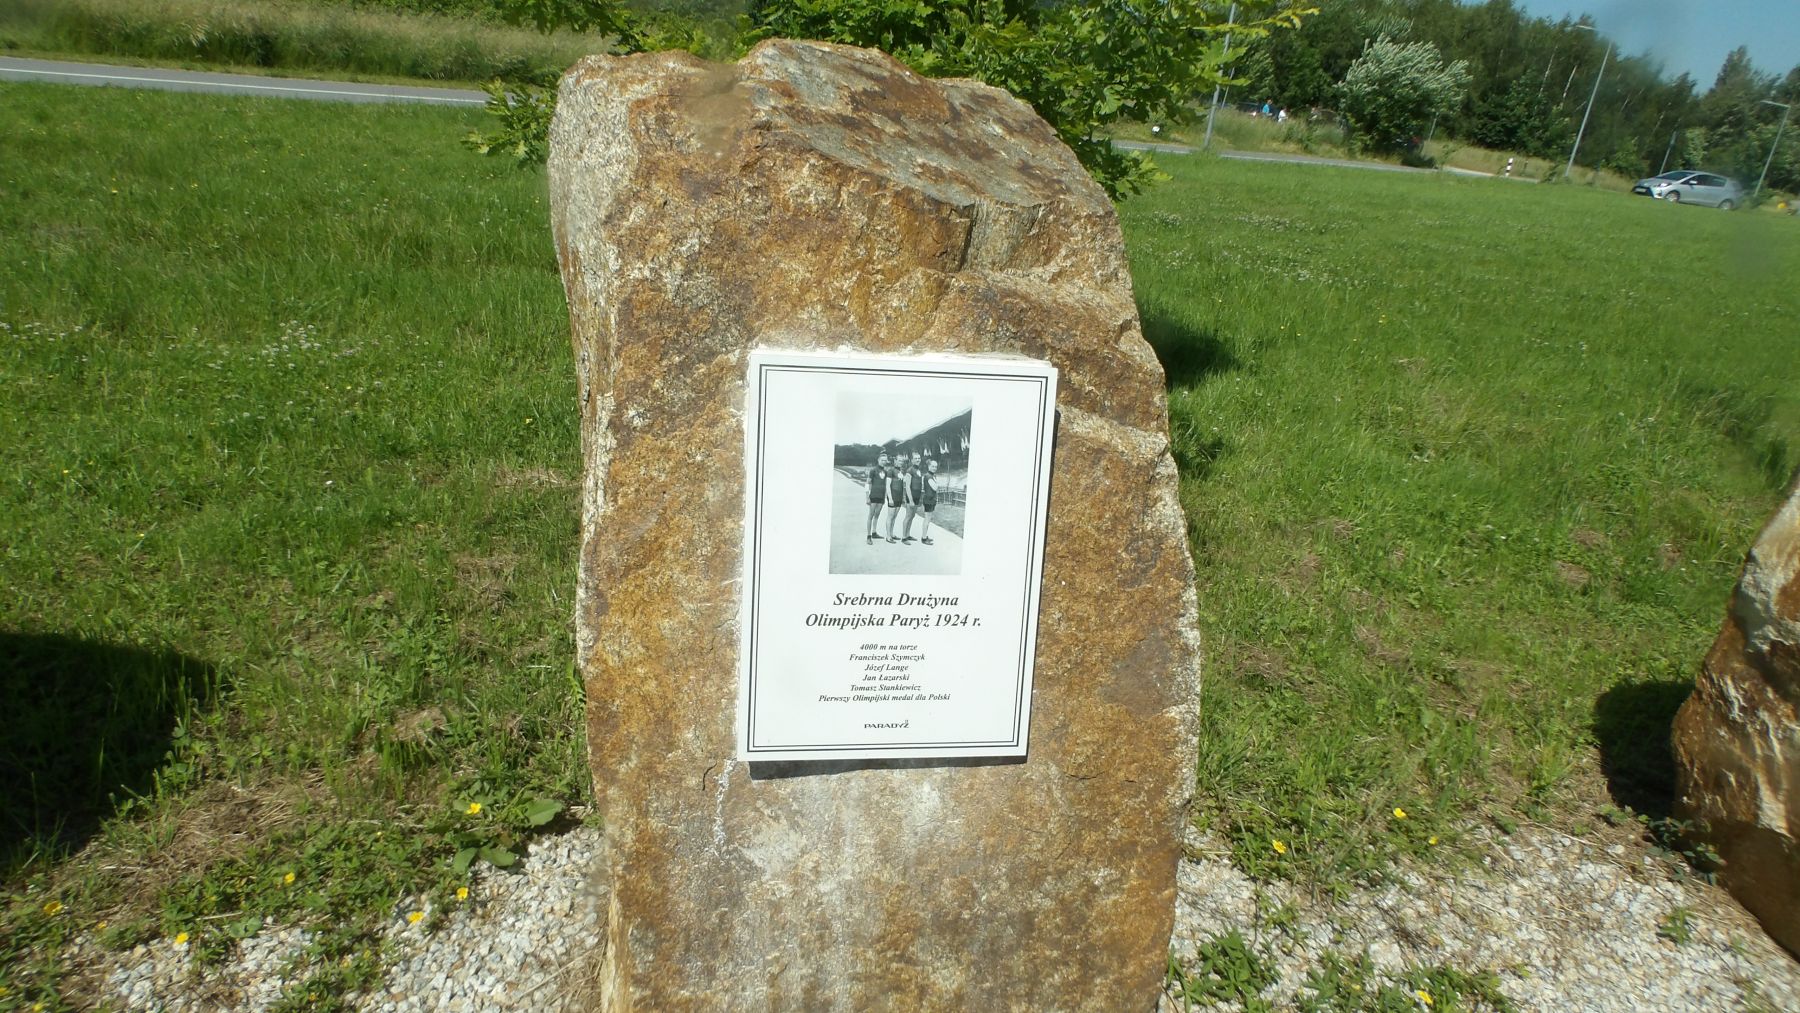 Srebrna Drużyna
Olimpijska Paryż 1924 r.
4000 m na torze
Franciszek Szymczyk
Józef Lange
Jan Łazarski
Tomasz Stankiewicz
Pierwszy Olimpijski medal dla Polski
PARADYŻ